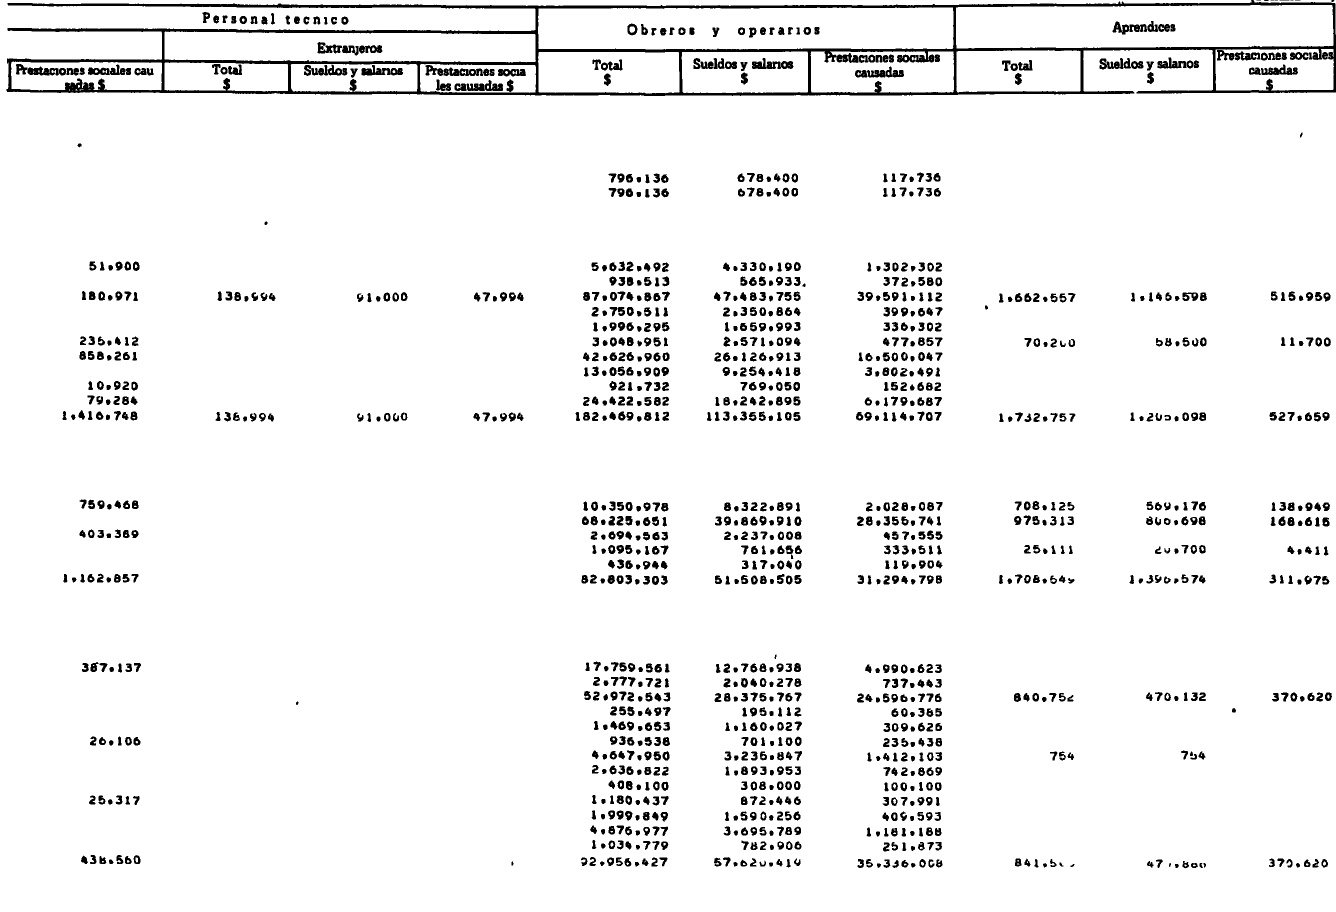 Personal tecnico Obreros y operarios Aprendices
Extranjeros
Prestaciones sociales cau sadas $ Total $ Sueldos y salarios $ Prestaciones socia les causadas $ Total $ Sueldos y salarios $ Prestaciones sociales causadas $ Total $ Sueldos y salarios $ Prestaciones sociales causadas $
796.136 678.400 117.736
796.136 678.400 117.736
51.900 5.632.492 4.330.190 1.302.302
938.513 565.933 372.580
180.971 138.994 91.000 47.994 87.074.867 47.483.755 39.591.112 1.662.557 1.146.598 515.959
2.750.511 2.350.864 399.647
1.996.295 1.659.993 336.302
235.412 3.048.951 2.571.094 477.857 70.200 58.500 11.700
858.261 42.626.960 26.126.913 16.500.047
13.056.909 9.254.418 3.802.491
10.920 921.732 769.050 152.682
79.284 24.422.582 18.242.895 6.179.687
1.416.748 138.994 91.000 47.994 182.469.812 113.355.105 69.114.707 1.732.757 1.205.098 527.659
759.468 10.350.978 8.322.891 2.028.087 708.125 569.176 138.949
68.225.651 39.869.910 28.355.741 975.313 806.698 168.615
403.389 2.694.563 2.237.008 457.555
1.095.167 761.656 333.511 25.111 20.700 4.411
436.944 317.040 119.904
1.162.857 82.803.303 51.508.505 31.294.798 1.708.549 1.396.574 311.975
387.137 17.759.561 12.768.938 4.990.623
2.777.721 2.040.278 737.443
52.972.543 28.375.767 24.596.776 840.752 470.132 370.620
255.497 195.112 60.385
1.469.653 1.160.027 309.626
26.106 936.538 701.100 235.438
4.647.950 3.235.847 1.412.103 754 754
2.636.822 1.893.953 742.869
408.100 308.000 100.100
25.317 1.180.437 872.446 307.991
1.999.849 1.590.256 409.593
4.876.977 3.695.789 1.181.188
1.034.779 782.906 251.873
438.560 92.956.427 57.620.419 35.336.008 370.620